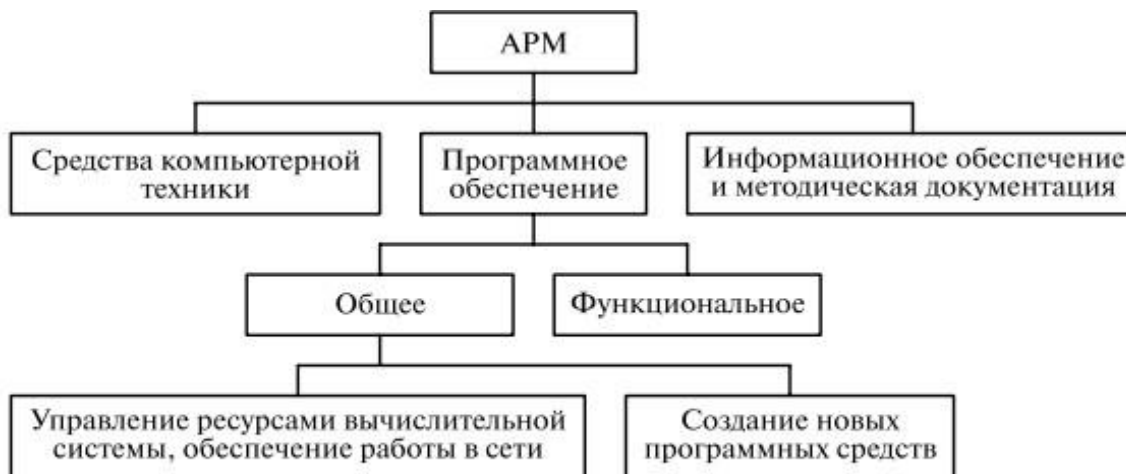 АРМ
Средства компьютерной
техники
Программное
обеспечение
Информационное обеспечение
и методическая документация
Общее
Функциональное
Управление ресурсами вычислительной
системы, обеспечение работы в сети
Создание новых
программных средств